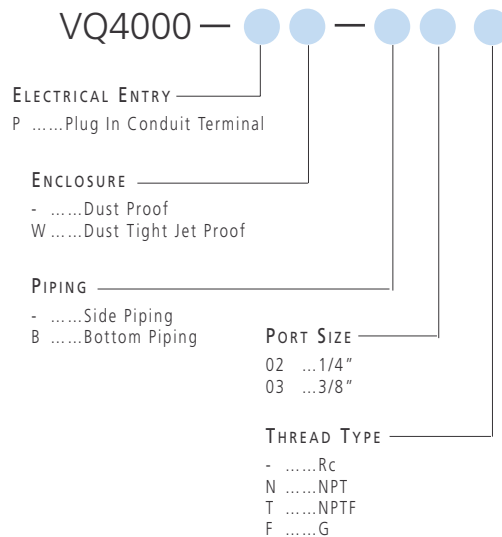 VQ4000 — —
ELECTRICAL ENTRY
P ......Plug In Conduit Terminal
ENCLOSURE
- ......Dust Proof
W ......Dust Tight Jet Proof
PIPING
- ......Side Piping
B ......Bottom Piping
PORT SIZE
02 ...1/4"
03 ...3/8"
THREAD TYPE
- ......Rc
N ......NPT
T ......NPTF
F ......G